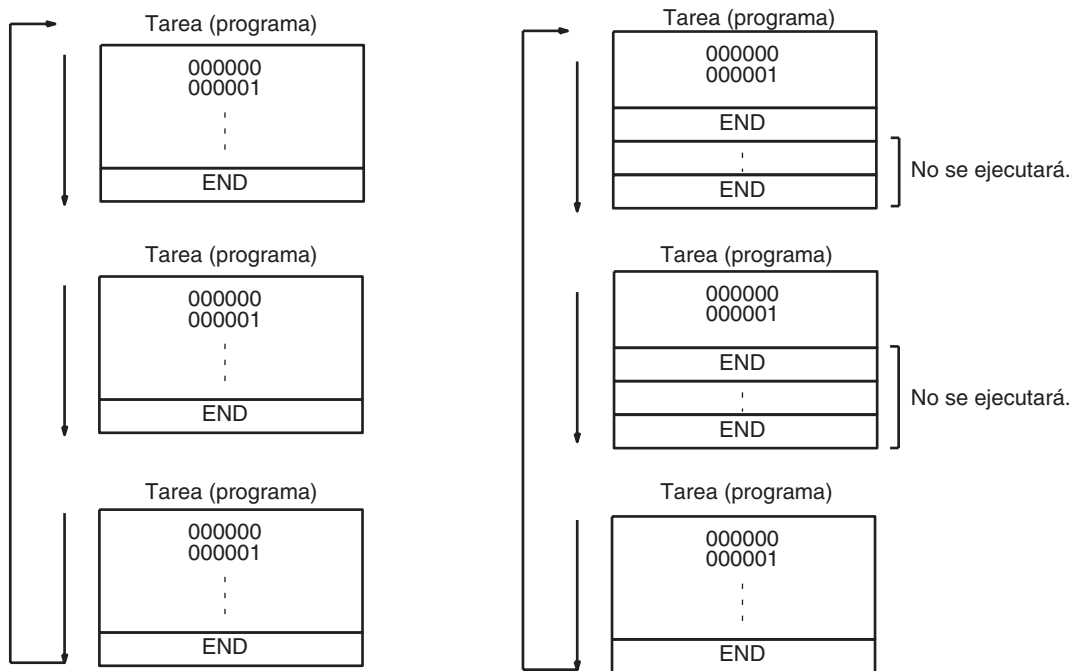 Tarea (programa)
000000
000001
END
Tarea (programa)
000000
000001
END
Tarea (programa)
000000
000001
END
Tarea (programa)
000000
000001
END
END
No se ejecutará.
Tarea (programa)
000000
000001
END
END
No se ejecutará.
Tarea (programa)
000000
000001
END